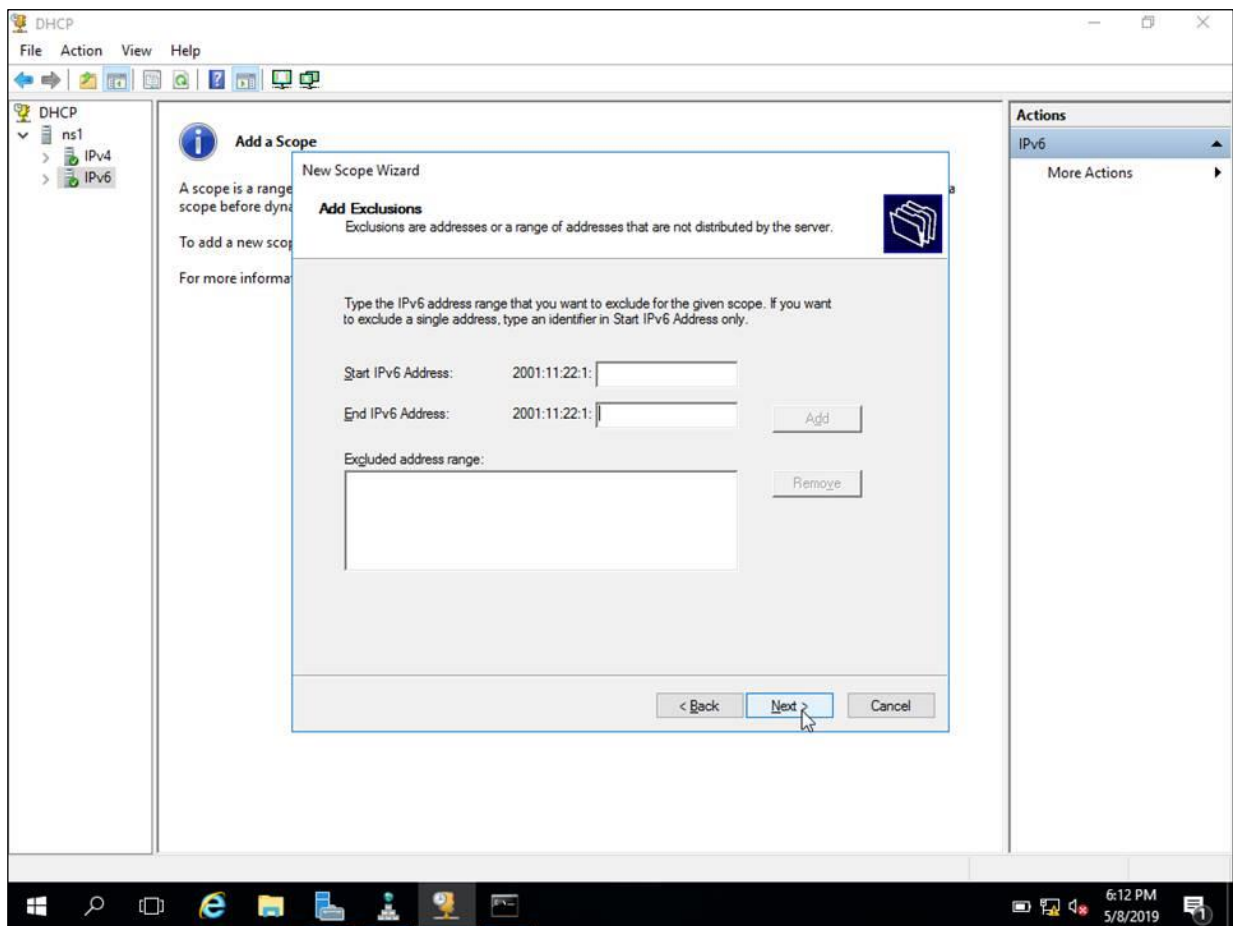 DHCP
File Action View Help
DHCP
ns1
IPv4
IPv6
Add a Scope
A scope is a range
a
scope before dyna
To add a new scop
For more informa
New Scope Wizard
Add Exclusions
Exclusions are addresses or a range of addresses that are not distributed by the server.
Type the IPv6 address range that you want to exclude for the given scope. If you want
to exclude a single address, type an identifier in Start IPv6 Address only.
Start IPv6 Address: 2001:11:22:1:
End IPv6 Address: 2001:11:22:1:
Add
Excluded address range:
Remove
< Back Next > Cancel
Actions
IPv6
More Actions
6:12 PM
5/8/2019
1